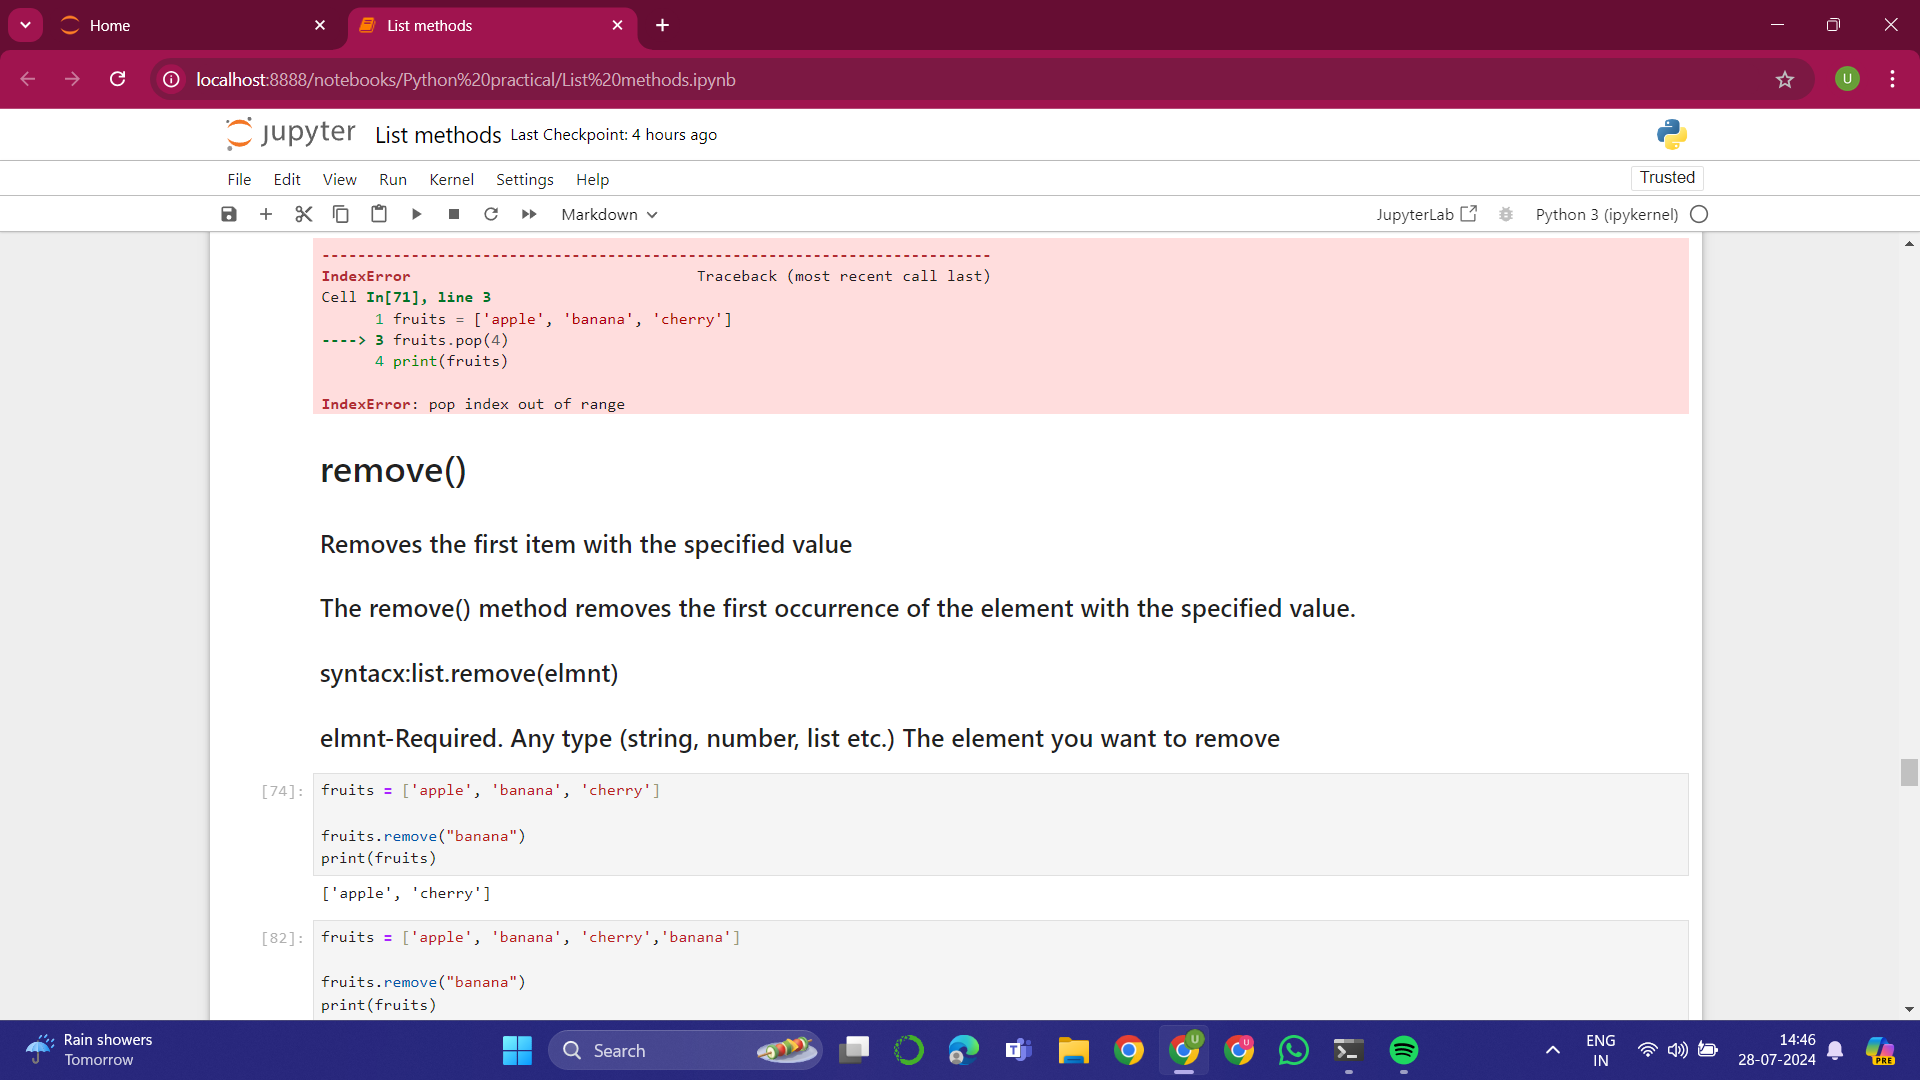 Home
List methods
localhost:8888/notebooks/Python%20practical/List%20methods.ipynb
U
jupyter List methods Last Checkpoint: 4 hours ago
File Edit View Run Kernel Settings Help
Trusted
Markdown
JupyterLab
Python 3 (ipykernel)
---------------------------------------------------------------------------
IndexError                                Traceback (most recent call last)
Cell In[71], line 3
      1 fruits = ['apple', 'banana', 'cherry']
----> 3 fruits.pop(4)
      4 print(fruits)
IndexError: pop index out of range
remove()
Removes the first item with the specified value
The remove() method removes the first occurrence of the element with the specified value.
syntacx:list.remove(elmnt)
elmnt-Required. Any type (string, number, list etc.) The element you want to remove
[74]: fruits = ['apple', 'banana', 'cherry']
fruits.remove("banana")
print(fruits)
['apple', 'cherry']
[82]: fruits = ['apple', 'banana', 'cherry','banana']
fruits.remove("banana")
print(fruits)
Rain showers
Tomorrow
Search
U
U
ENG
IN
14:46
28-07-2024
PRE